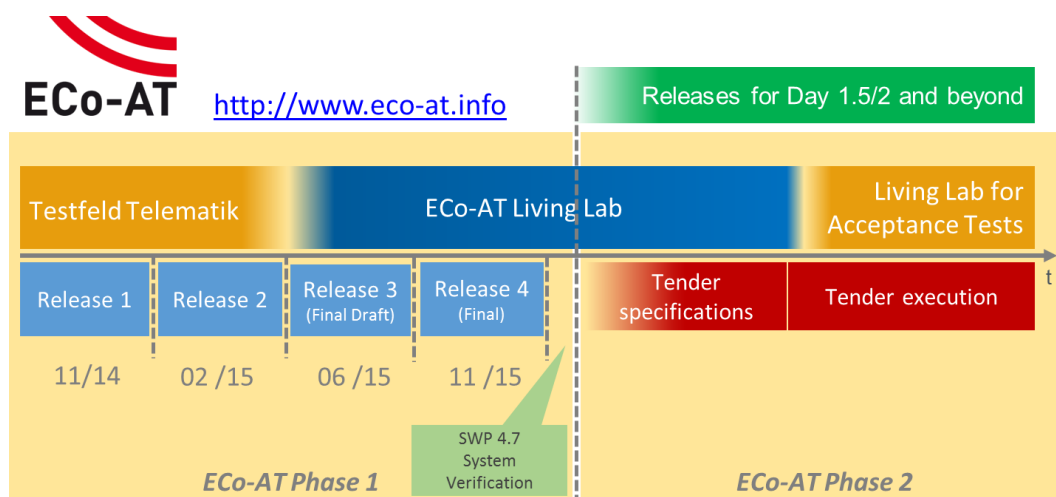 ECo-AT
http://www.eco-at.info
Releases for Day 1.5/2 and beyond
Testfeld Telematik
ECo-AT Living Lab
Living Lab for
Acceptance Tests
t
Release 1
Release 2
Release 3
(Final Draft)
Release 4
(Final)
Tender
specifications
Tender execution
11/14
02 /15
06 /15
11 /15
SWP 4.7
System
Verification
ECo-AT Phase 1
ECo-AT Phase 2